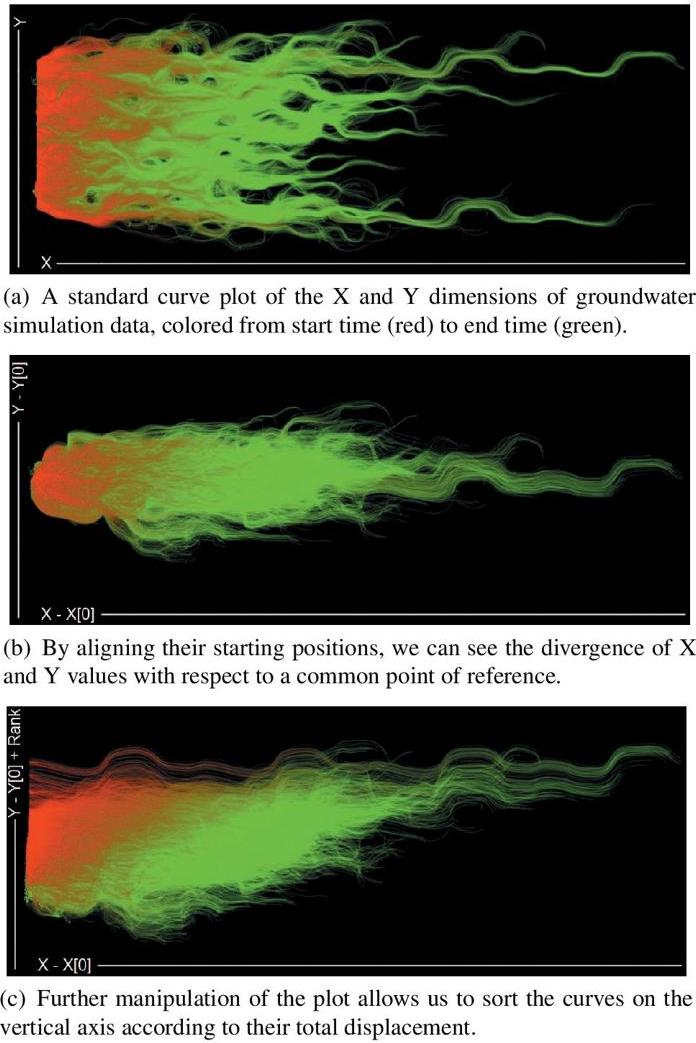 Y
X
(a) A standard curve plot of the X and Y dimensions of groundwater
simulation data, colored from start time (red) to end time (green).
Y - Y[0]
X - X[0]
(b) By aligning their starting positions, we can see the divergence of X
and Y values with respect to a common point of reference.
Y - Y[0] + Rank
X - X[0]
(c) Further manipulation of the plot allows us to sort the curves on the
vertical axis according to their total displacement.